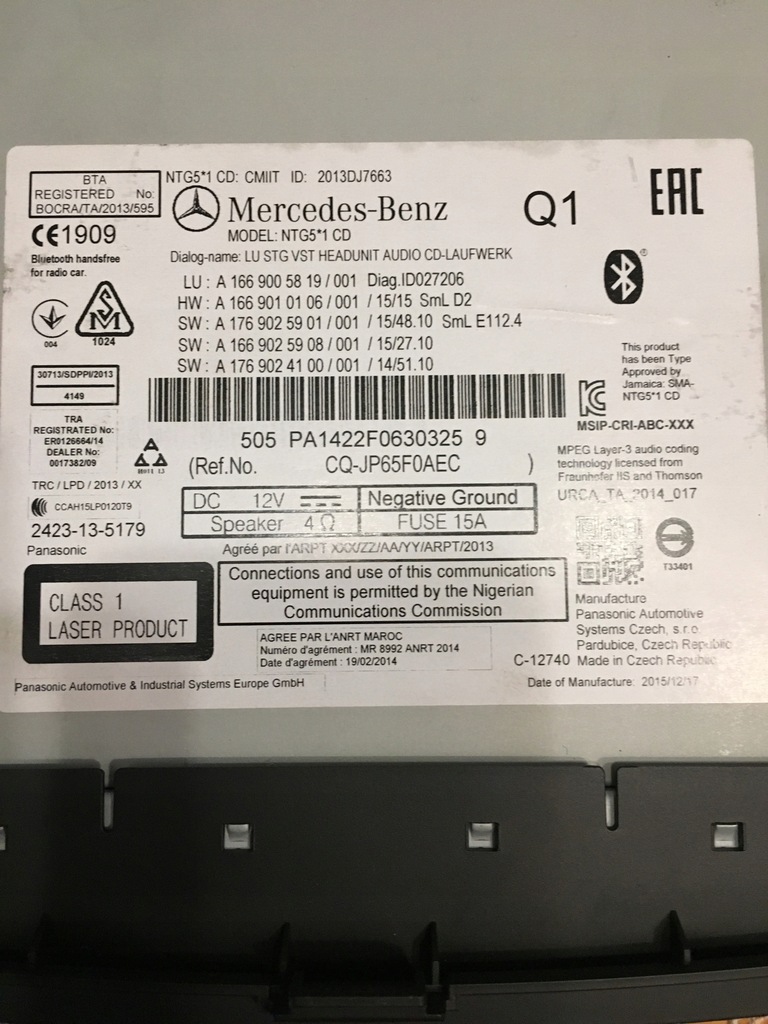 BTA
REGISTERED No:
BOCRA/TA/2013/595
NTG5*1 CD: CMIIT ID: 2013DJ7663
Mercedes-Benz
Q1
EAC
MODEL: NTG5*1 CD
CE1909
Bluetooth handsfree
for radio car.
Dialog-name: LU STG VST HEADUNIT AUDIO CD-LAUFWERK
LU : A 166 900 58 19 / 001 Diag.ID027206
HW : A 166 901 01 06 / 001 / 15/15 SmL D2
SW : A 176 902 59 01 / 001 / 15/48.10 SmL E112.4
SW : A 166 902 59 08 / 001 / 15/27.10
SW : A 176 902 41 00 / 001 / 14/51.10
004
SM
1024
This product
has been Type
Approved by
Jamaica: SMA-
NTG5*1 CD
30713/SDPPI/2013
4149
MSIP-CRI-ABC-XXX
TRA
REGISTRATED No:
ER0126664/14
DEALER No:
0017382/09
505 PA1422F0630325 9
(Ref.No. CQ-JP65F0AEC )
MPEG Layer-3 audio coding
technology licensed from
Fraunhofer IIS and Thomson
URCA_TA_2014_017
TRC / LPD / 2013 / XX
CCAH15LP0120T9
2423-13-5179
Panasonic
DC 12V Negative Ground
Speaker 4 Ω FUSE 15A
Agréé par l'ARPT XXX/ZZ/AA/YY/ARPT/2013
T33401
Connections and use of this communications
equipment is permitted by the Nigerian
Communications Commission
CLASS 1
LASER PRODUCT
AGREE PAR L'ANRT MAROC
Numéro d'agrément : MR 8992 ANRT 2014
Date d'agrément : 19/02/2014
Manufacture
Panasonic Automotive
Systems Czech, s.r.o.
Pardubice, Czech Republic
C-12740 Made in Czech Republic
Panasonic Automotive & Industrial Systems Europe GmbH
Date of Manufacture: 2015/12/17